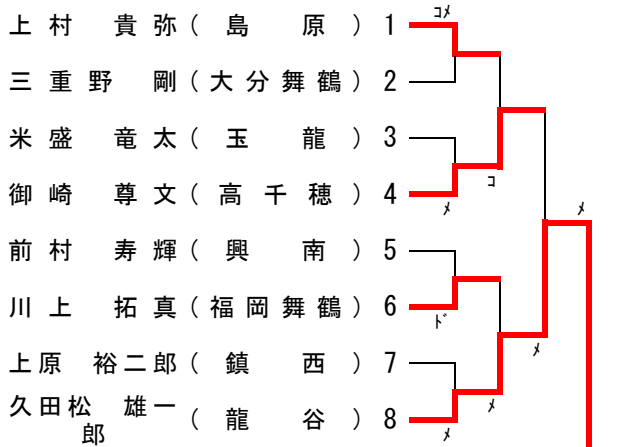 上村 貴弥 ( 島 原 ) 1 コメ
三重野 剛 ( 大分舞鶴 ) 2
米盛 竜太 ( 玉 龍 ) 3
コ
御崎 尊文 ( 高千穂 ) 4 メ
メ
前村 寿輝 ( 興 南 ) 5
川上 拓真 ( 福岡舞鶴 ) 6 ド
メ
上原 裕二郎 ( 鎮 西 ) 7
メ
久田松 雄一郎 ( 龍 谷 ) 8 メ